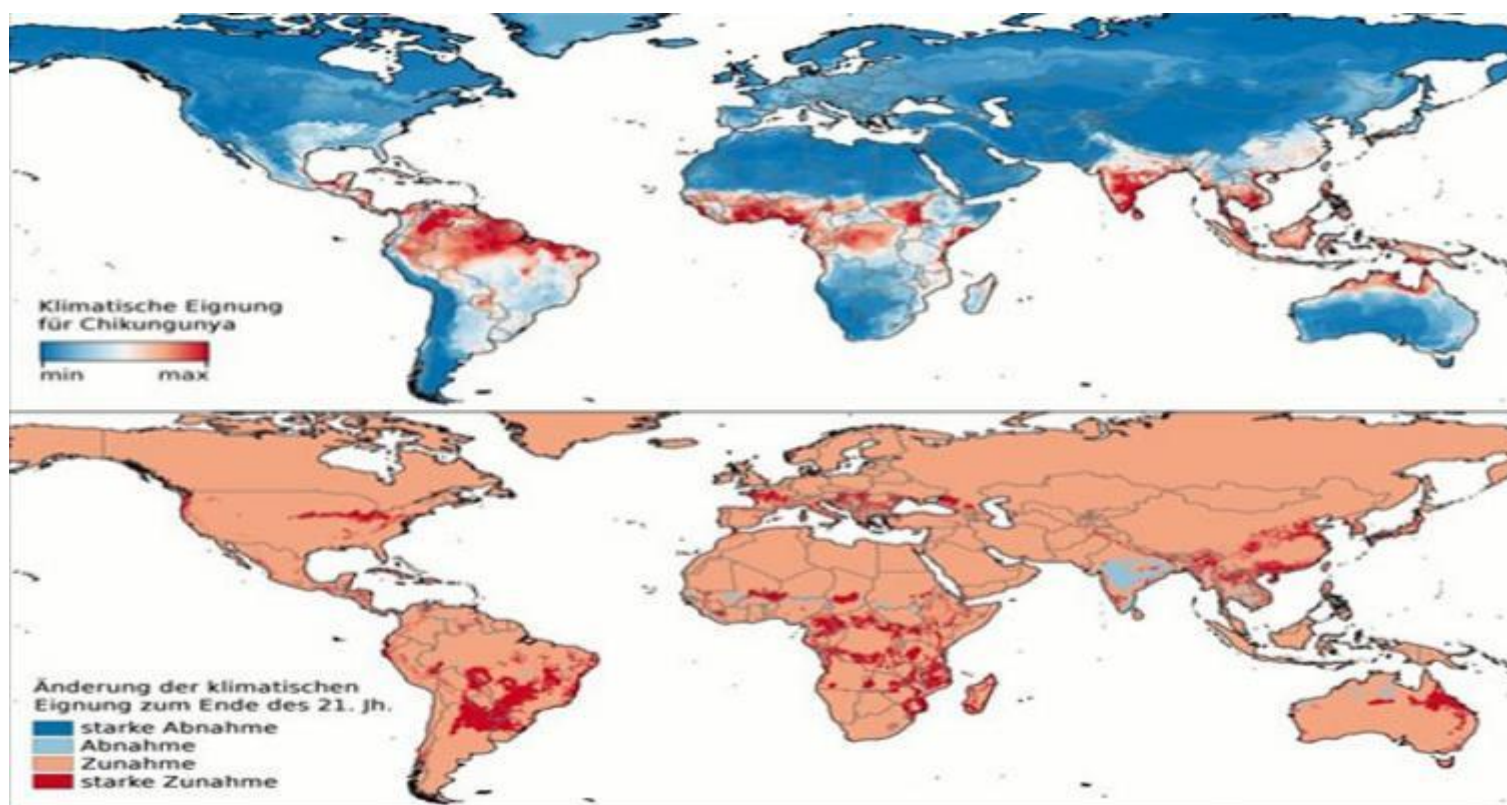 Klimatische Eignung
für Chikungunya
min max
Änderung der klimatischen
Eignung zum Ende des 21. Jh.
starke Abnahme
Abnahme
Zunahme
starke Zunahme